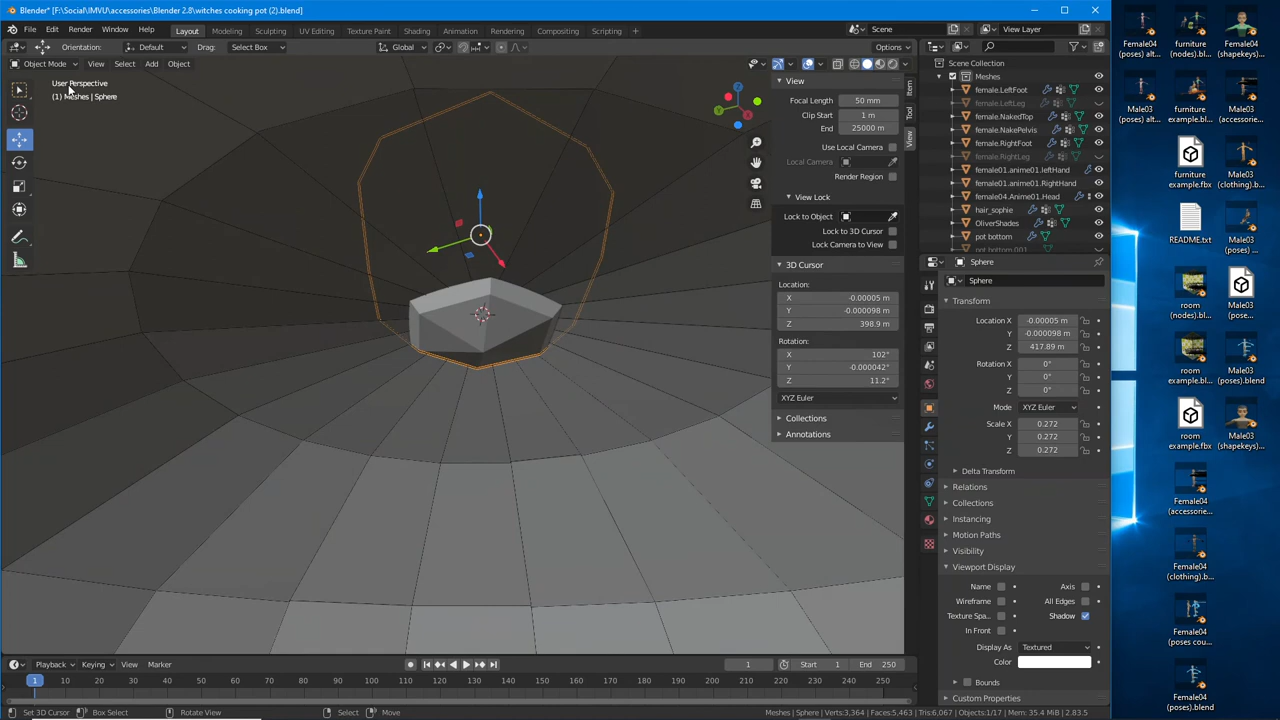 Blender* [F:\Social\IMVU\accessories\Blender 2.8\witches cooking pot (2).blend]
File Edit Render Window Help Layout Modeling Sculpting UV Editing Texture Paint Shading Animation Rendering Compositing Scripting + Scene View Layer
Orientation: Default Drag: Select Box Global Options
Object Mode View Select Add Object
User Perspective
(1) Meshes | Sphere
View
Focal Length 50 mm
Clip Start 1 m
End 25000 m
Use Local Camera
Local Camera
Render Region
View Lock
Lock to Object
Lock to 3D Cursor
Lock Camera to View
3D Cursor
Location:
X -0.00005 m
Y -0.000098 m
Z 398.9 m
Rotation:
X 102°
Y -0.000042°
Z 11.2°
XYZ Euler
Collections
Annotations
Item
Tool
View
Scene Collection
Meshes
female.LeftFoot
female.LeftLeg
female.NakedTop
female.NakePelvis
female.RightFoot
female.RightLeg
female01.anime01.leftHand
female01.anime01.RightHand
female04.Anime01.Head
hair_sophie
OliverShades
pot bottom
pot bottom.001
Sphere
Sphere
Transform
Location X -0.00005 m
Y -0.000098 m
Z 417.89 m
Rotation X 0°
Y 0°
Z 0°
Mode XYZ Euler
Scale X 0.272
Y 0.272
Z 0.272
Delta Transform
Relations
Collections
Instancing
Motion Paths
Visibility
Viewport Display
Name Axis
Wireframe All Edges
Texture Spa... Shadow
In Front
Display As Textured
Color
Bounds
Custom Properties
Playback Keying View Marker 1 Start 1 End 250
1 10 20 30 40 50 60 70 80 90 100 110 120 130 140 150 160 170 180 190 200 210 220 230 240 250
Set 3D Cursor Box Select Rotate View Select Move Meshes | Sphere | Verts:3,364 | Faces:5,463 | Tris:6,067 | Objects:1/17 | Mem: 35.4 MiB | 2.83.5
Female04
(poses)....
furniture
(nodes).bl...
Female04
(shapekey...
Male03
(poses) alt...
furniture
example.bl...
Male03
(accessorie...
furniture
example.fbx
Male03
(clothing).b...
README.txt
Male03
(poses) alt...
room
(nodes).bl...
Male03
(poses co...
room
example.bl...
Male03
(poses).blend
room
example.fbx
Male03
(shapekeys)...
Female04
(accessorie...
Female04
(clothing).b...
Female04
(poses cou...
Female04
(poses).blend